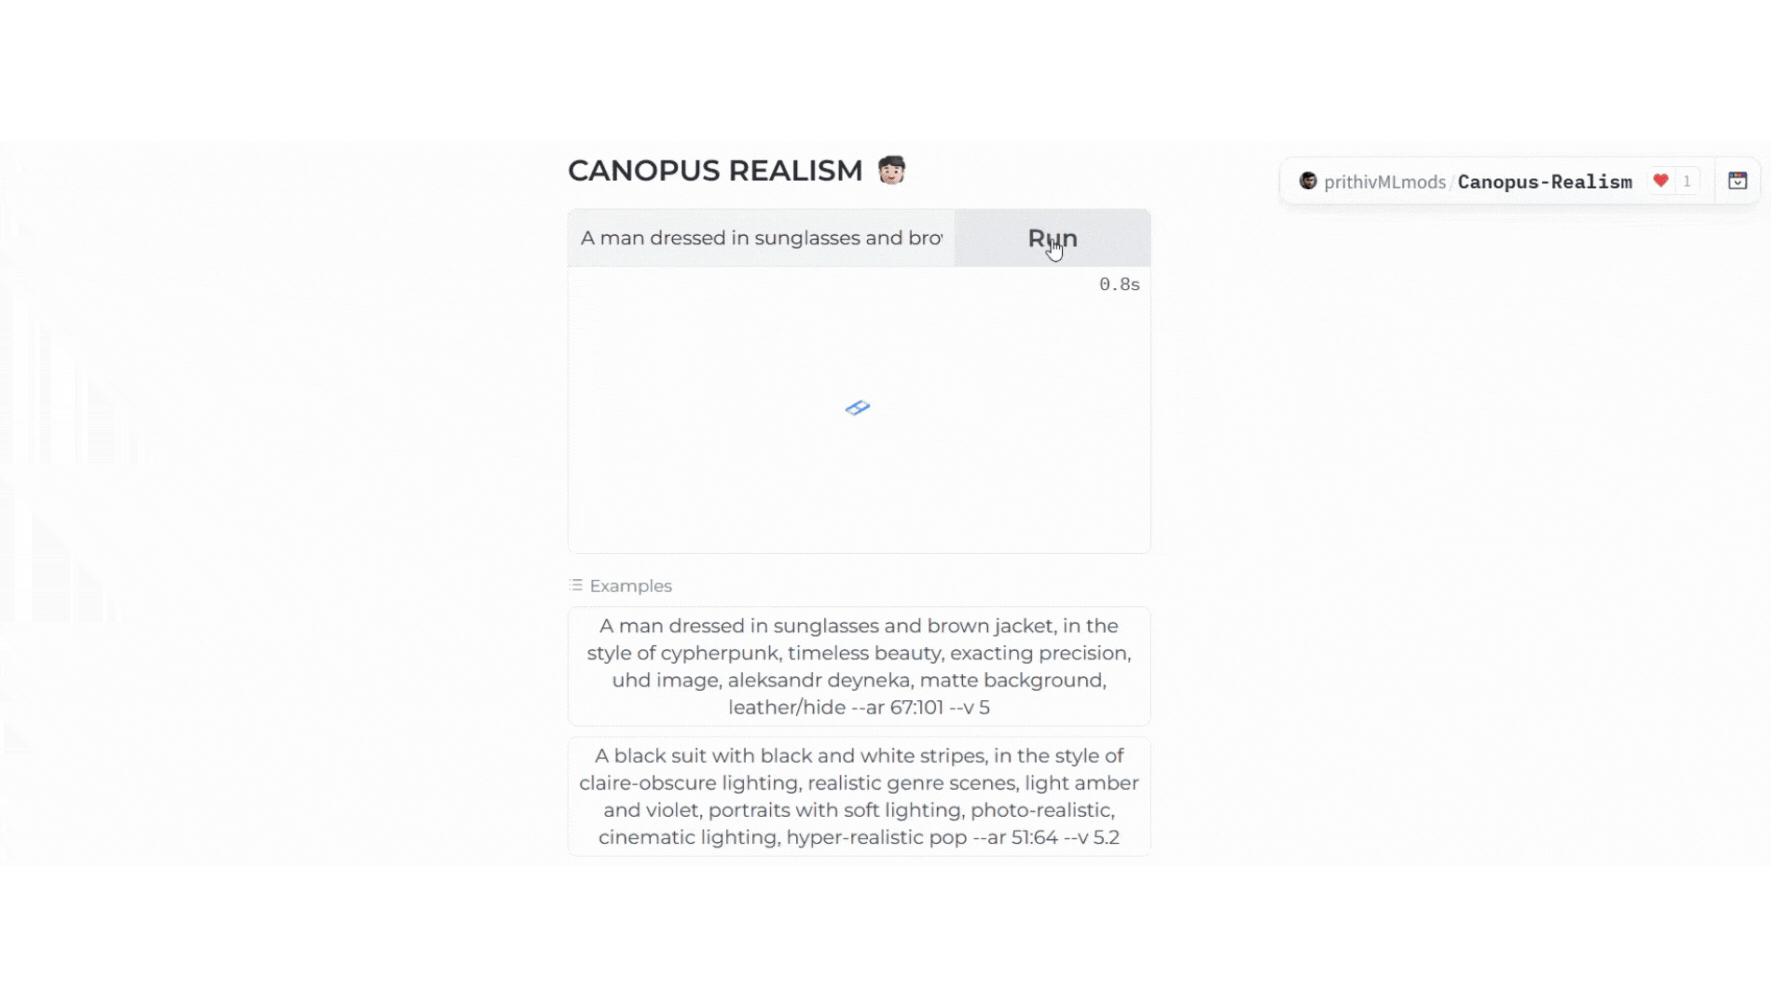 CANOPUS REALISM
prithivMLmods/Canopus-Realism 1
A man dressed in sunglasses and bro
Run
0.8s
Examples
A man dressed in sunglasses and brown jacket, in the
style of cypherpunk, timeless beauty, exacting precision,
uhd image, aleksandr deyneka, matte background,
leather/hide --ar 67:101 --v 5
A black suit with black and white stripes, in the style of
claire-obscure lighting, realistic genre scenes, light amber
and violet, portraits with soft lighting, photo-realistic,
cinematic lighting, hyper-realistic pop --ar 51:64 --v 5.2